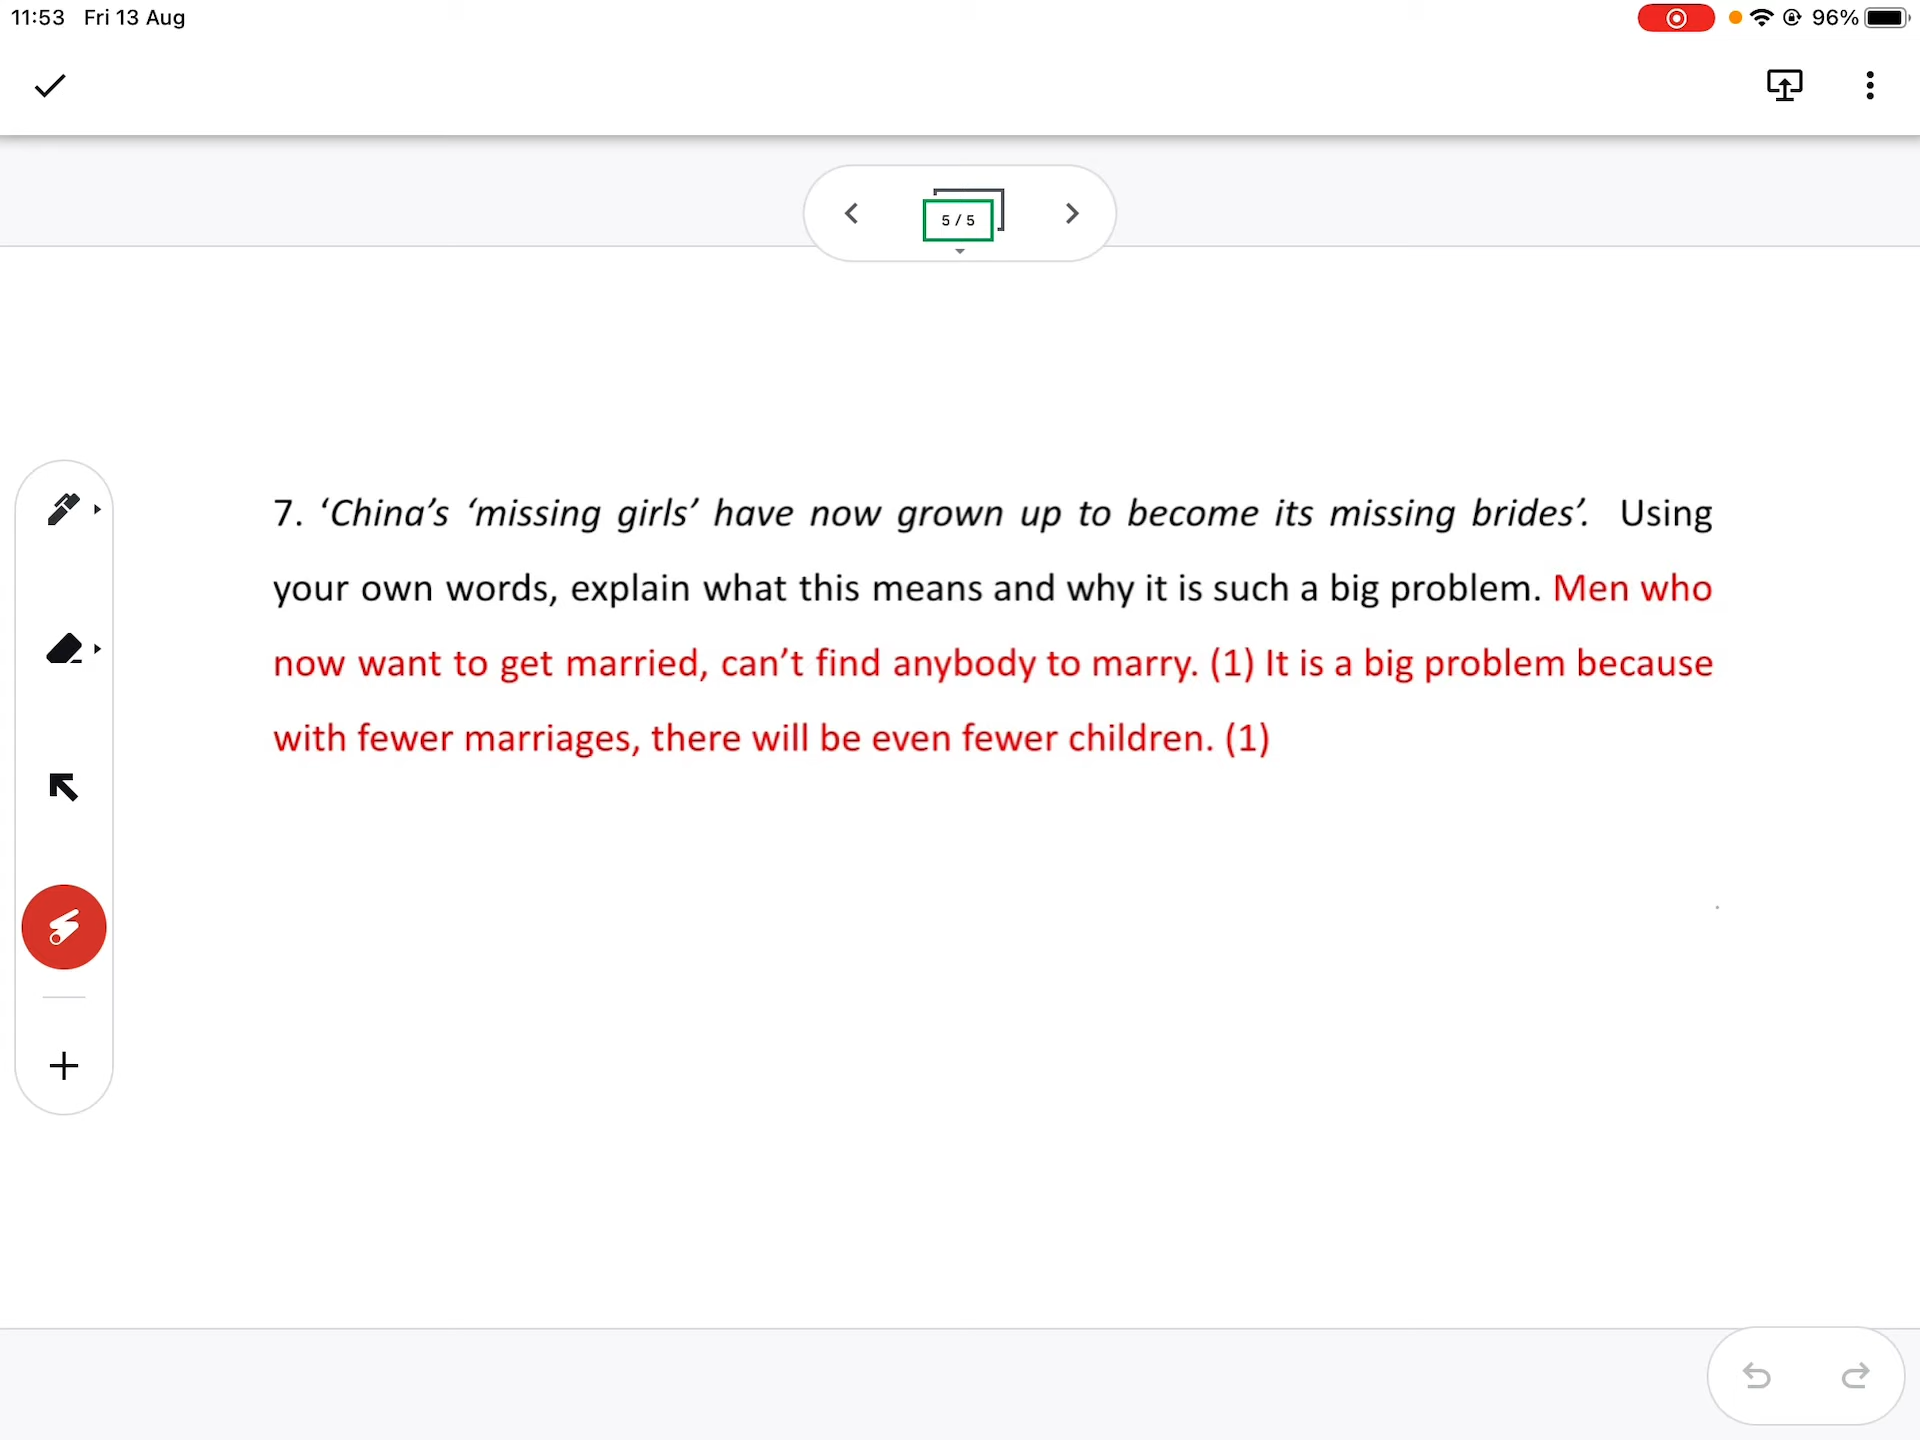 11:53 Fri 13 Aug 96%
5 / 5
7. ‘China’s ‘missing girls’ have now grown up to become its missing brides’. Using
your own words, explain what this means and why it is such a big problem. Men who
now want to get married, can’t find anybody to marry. (1) It is a big problem because
with fewer marriages, there will be even fewer children. (1)